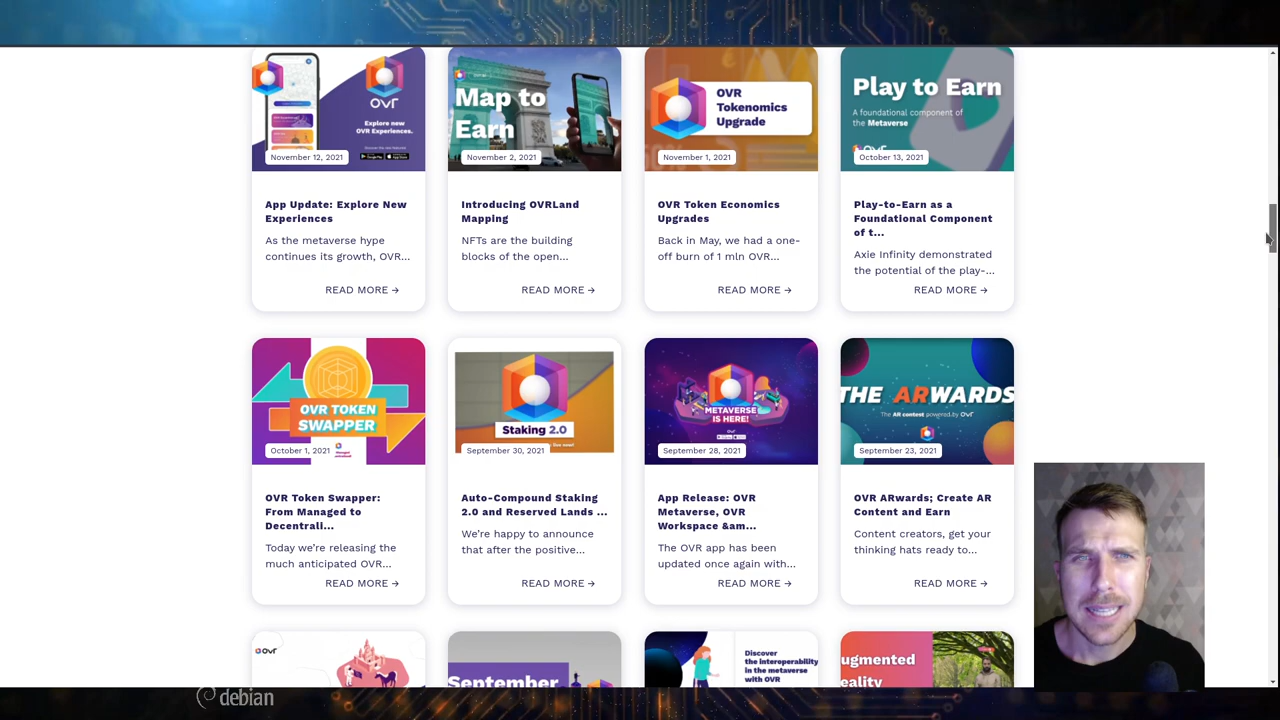 ovr
Explore new
OVR Experiences.
November 12, 2021
Map to
Earn
November 2, 2021
OVR
Tokenomics
Upgrade
November 1, 2021
Play to Earn
A foundational component of
the Metaverse
ovr
October 13, 2021
App Update: Explore New
Experiences
As the metaverse hype
continues its growth, OVR...
READ MORE →
Introducing OVRLand
Mapping
NFTs are the building
blocks of the open...
READ MORE →
OVR Token Economics
Upgrades
Back in May, we had a one-
off burn of 1 mln OVR...
READ MORE →
Play-to-Earn as a
Foundational Component
of t...
Axie Infinity demonstrated
the potential of the play-...
READ MORE →
OVR TOKEN
SWAPPER
October 1, 2021
Staking 2.0
September 30, 2021
METAVERSE
IS HERE!
ovr
September 28, 2021
THE ARWARDS
The AR contest powered by ovr
September 23, 2021
OVR Token Swapper:
From Managed to
Decentrali...
Today we’re releasing the
much anticipated OVR...
READ MORE →
Auto-Compound Staking
2.0 and Reserved Lands ...
We’re happy to announce
that after the positive...
READ MORE →
App Release: OVR
Metaverse, OVR
Workspace &am...
The OVR app has been
updated once again with...
READ MORE →
OVR ARwards; Create AR
Content and Earn
Content creators, get your
thinking hats ready to...
READ MORE →
ovr
September
Discover
the interoperability
in the metaverse
with OVR
ugmented
eality
debian